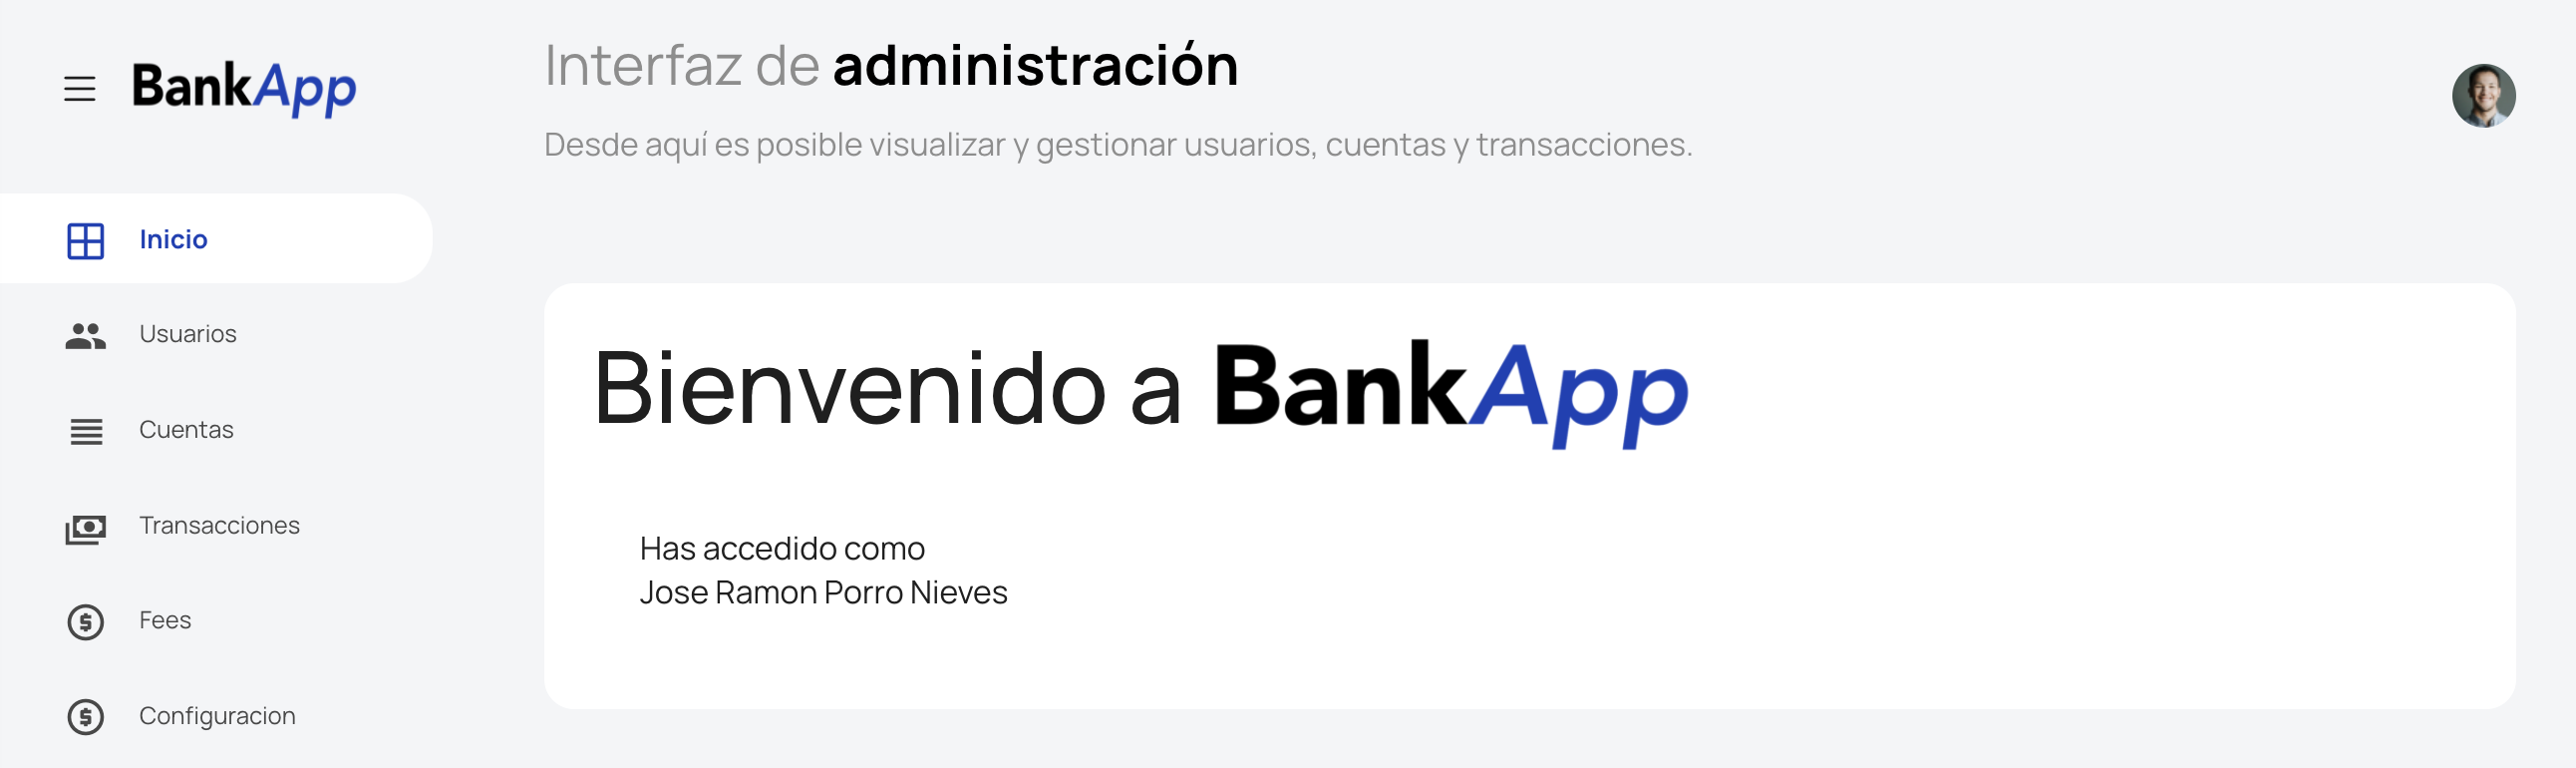 BankApp
Interfaz de administración
Desde aquí es posible visualizar y gestionar usuarios, cuentas y transacciones.
Inicio
Usuarios
Cuentas
Transacciones
Fees
Configuracion
Bienvenido a BankApp
Has accedido como
Jose Ramon Porro Nieves